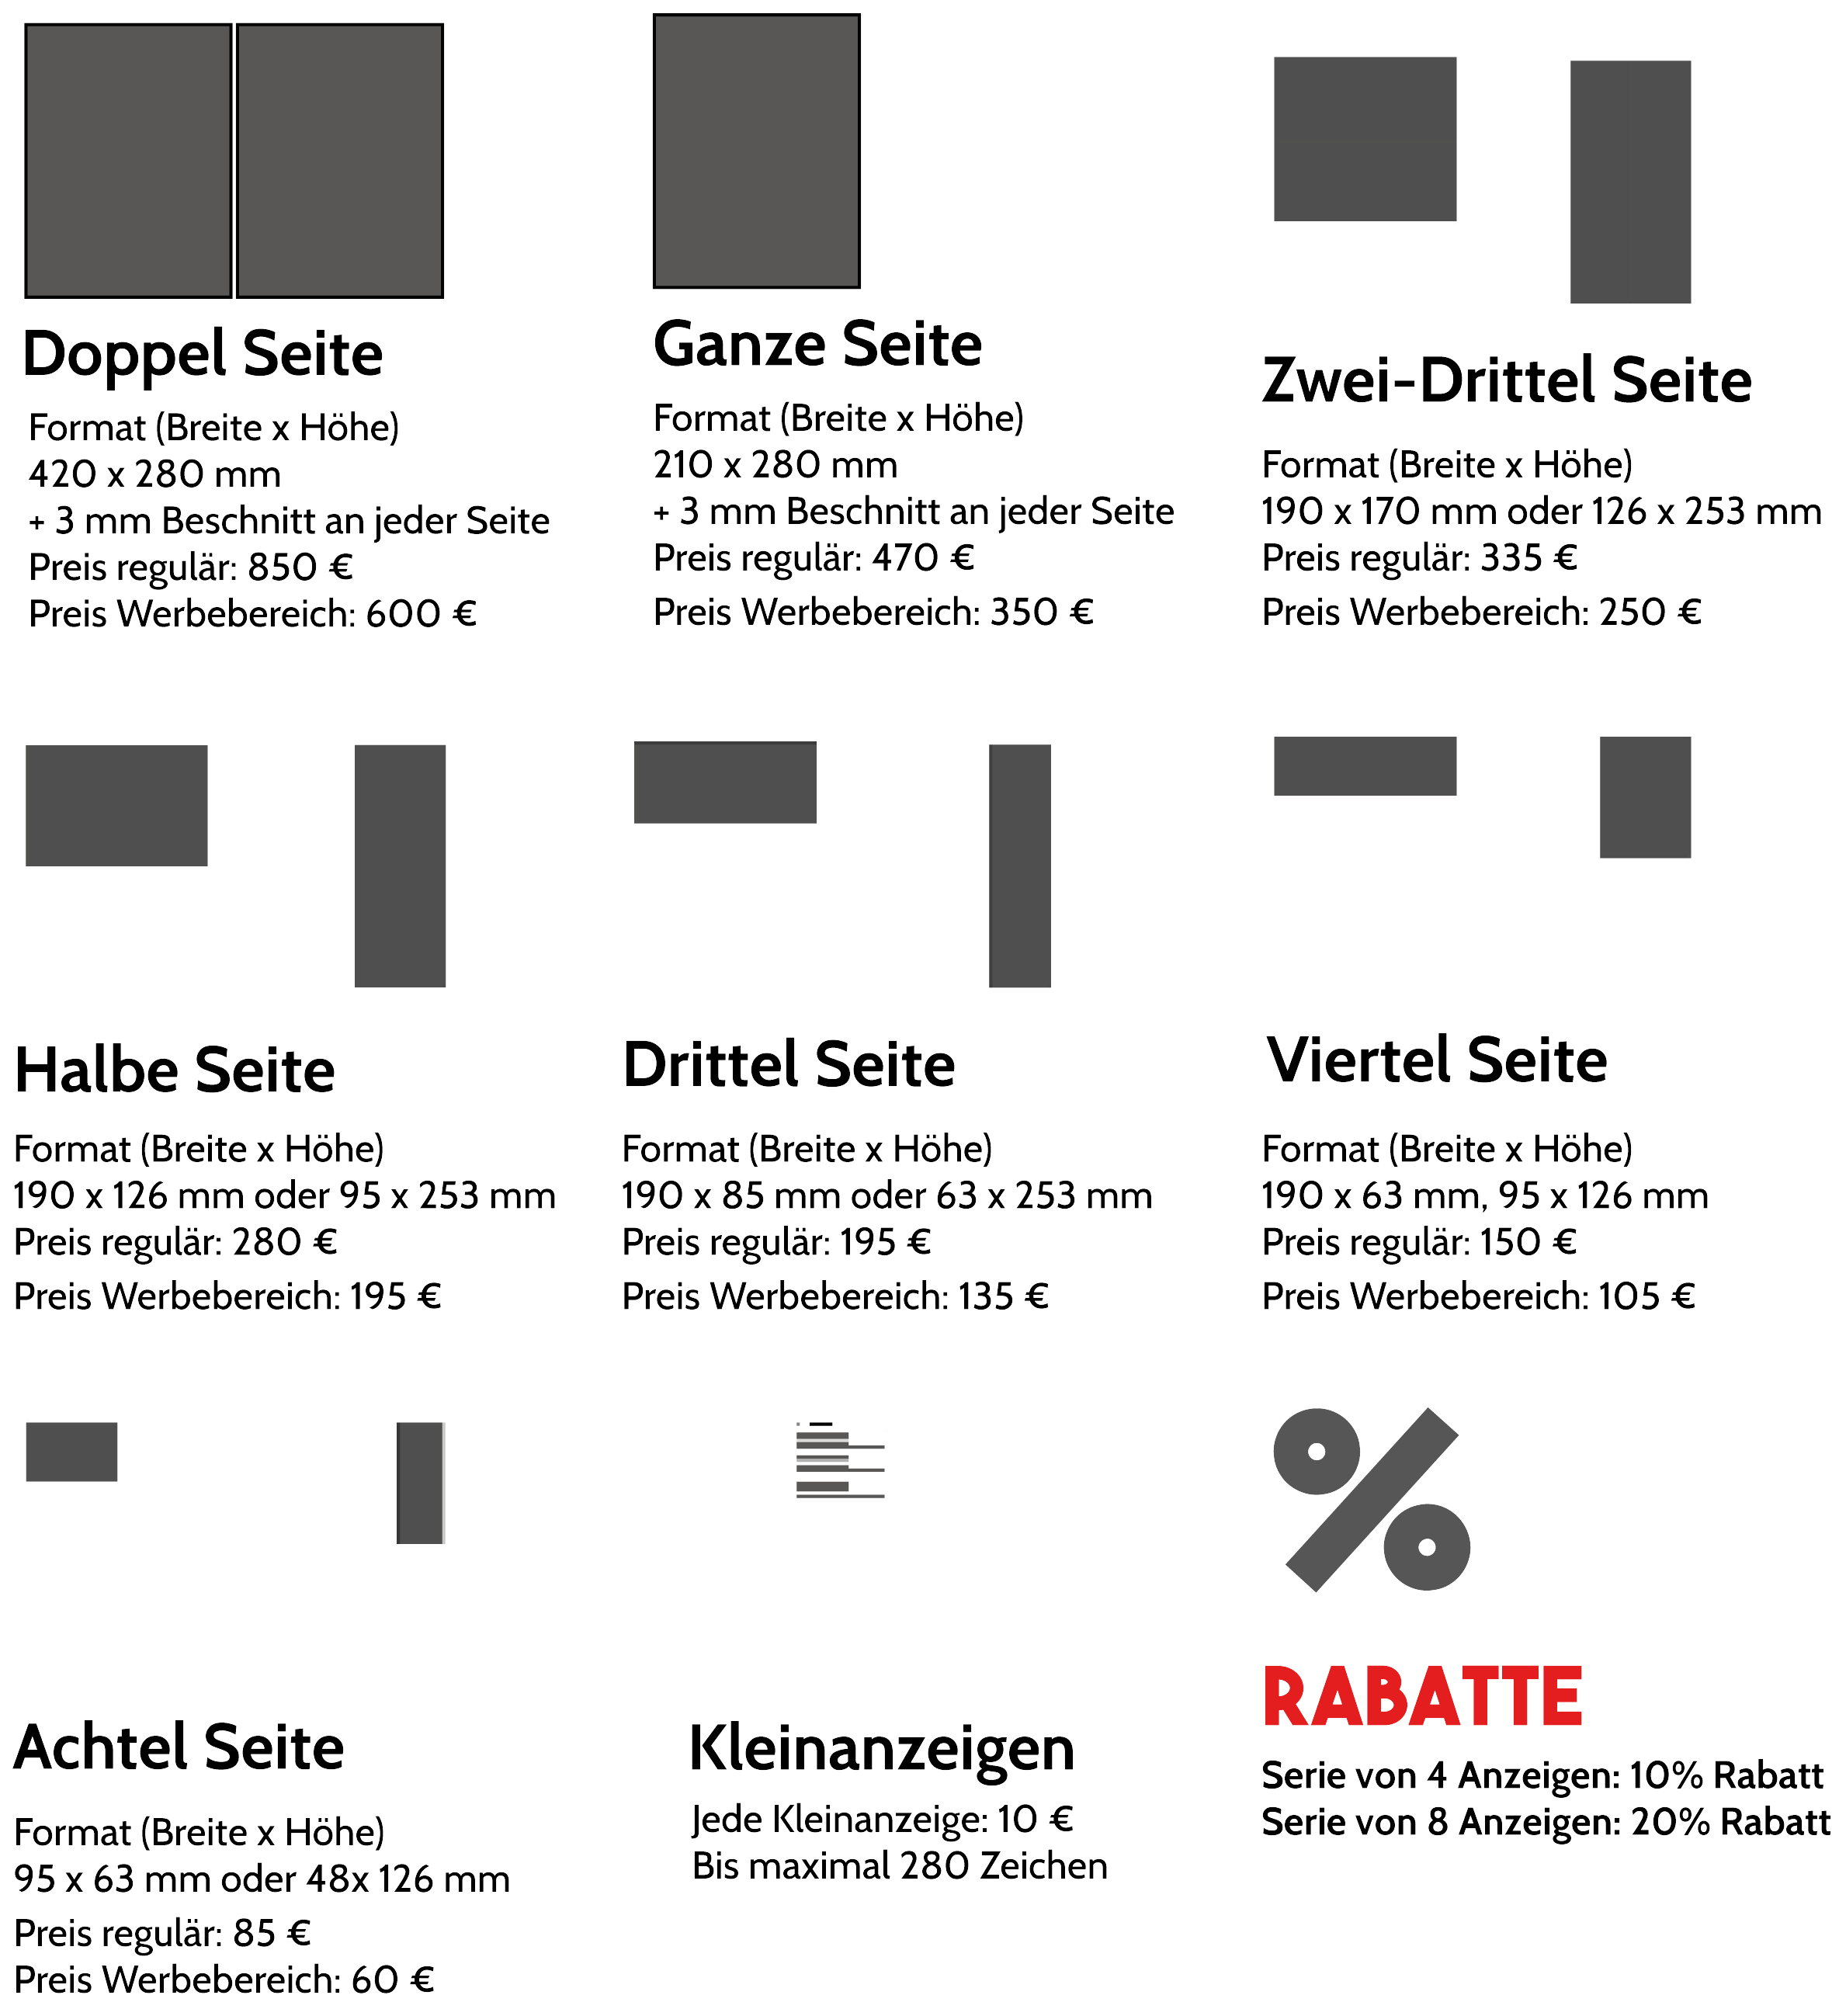 Doppel Seite
Format (Breite x Höhe)
420 x 280 mm
+ 3 mm Beschnitt an jeder Seite
Preis regulär: 850 €
Preis Werbebereich: 600 €
Ganze Seite
Format (Breite x Höhe)
210 x 280 mm
+ 3 mm Beschnitt an jeder Seite
Preis regulär: 470 €
Preis Werbebereich: 350 €
Zwei-Drittel Seite
Format (Breite x Höhe)
190 x 170 mm oder 126 x 253 mm
Preis regulär: 335 €
Preis Werbebereich: 250 €
Halbe Seite
Format (Breite x Höhe)
190 x 126 mm oder 95 x 253 mm
Preis regulär: 280 €
Preis Werbebereich: 195 €
Drittel Seite
Format (Breite x Höhe)
190 x 85 mm oder 63 x 253 mm
Preis regulär: 195 €
Preis Werbebereich: 135 €
Viertel Seite
Format (Breite x Höhe)
190 x 63 mm, 95 x 126 mm
Preis regulär: 150 €
Preis Werbebereich: 105 €
Achtel Seite
Format (Breite x Höhe)
95 x 63 mm oder 48x 126 mm
Preis regulär: 85 €
Preis Werbebereich: 60 €
Kleinanzeigen
Jede Kleinanzeige: 10 €
Bis maximal 280 Zeichen
%
RABATTE
Serie von 4 Anzeigen: 10% Rabatt
Serie von 8 Anzeigen: 20% Rabatt